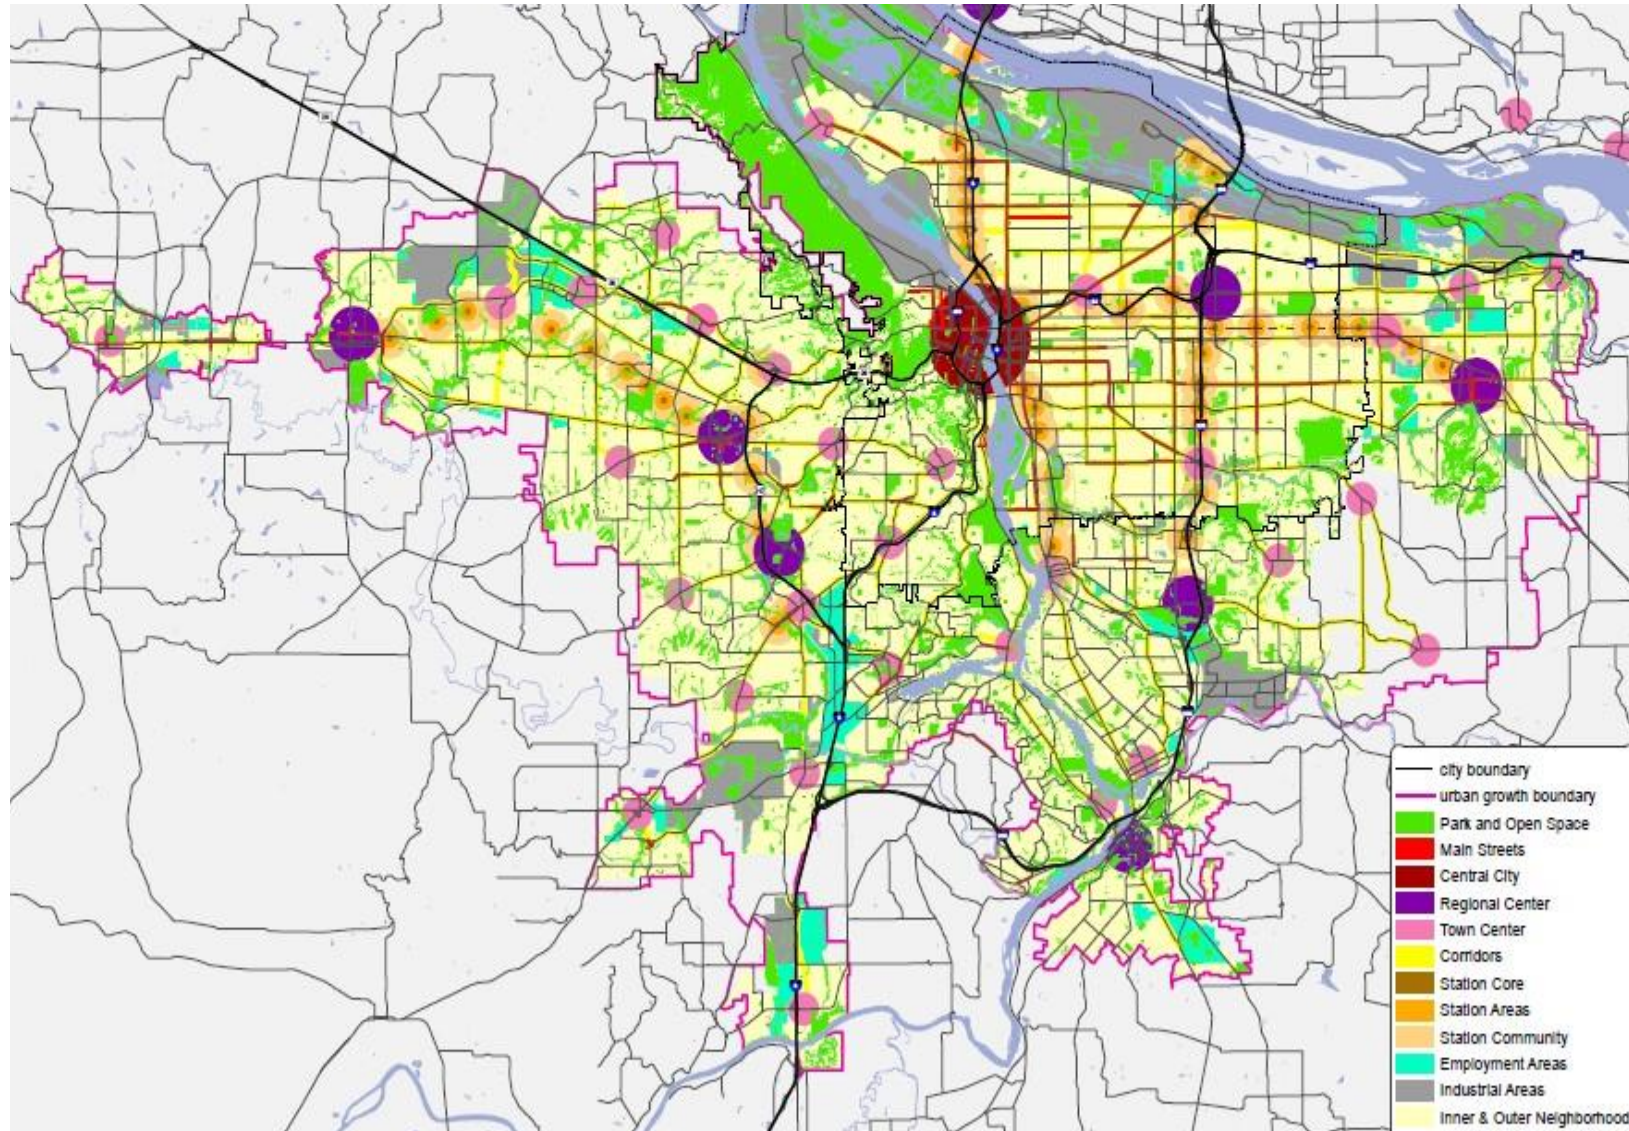 city boundary
urban growth boundary
Park and Open Space
Main Streets
Central City
Regional Center
Town Center
Corridors
Station Core
Station Areas
Station Community
Employment Areas
Industrial Areas
Inner & Outer Neighborhood